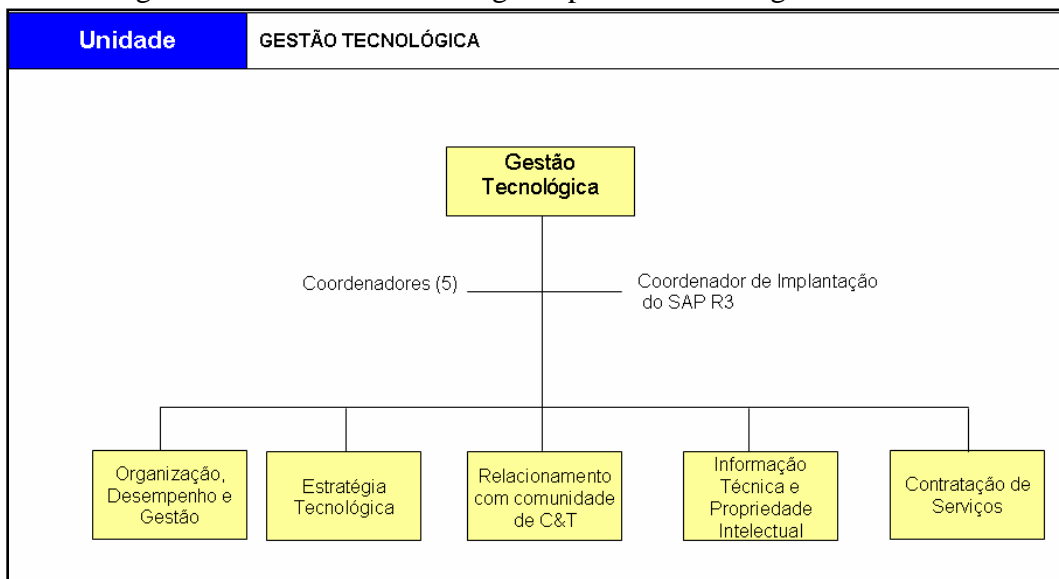 Unidade
GESTÃO TECNOLÓGICA
Gestão
Tecnológica
Coordenadores (5)
Coordenador de Implantação
do SAP R3
Organização,
Desempenho e
Gestão
Estratégia
Tecnológica
Relacionamento
com comunidade
de C&T
Informação
Técnica e
Propriedade
Intelectual
Contratação de
Serviços